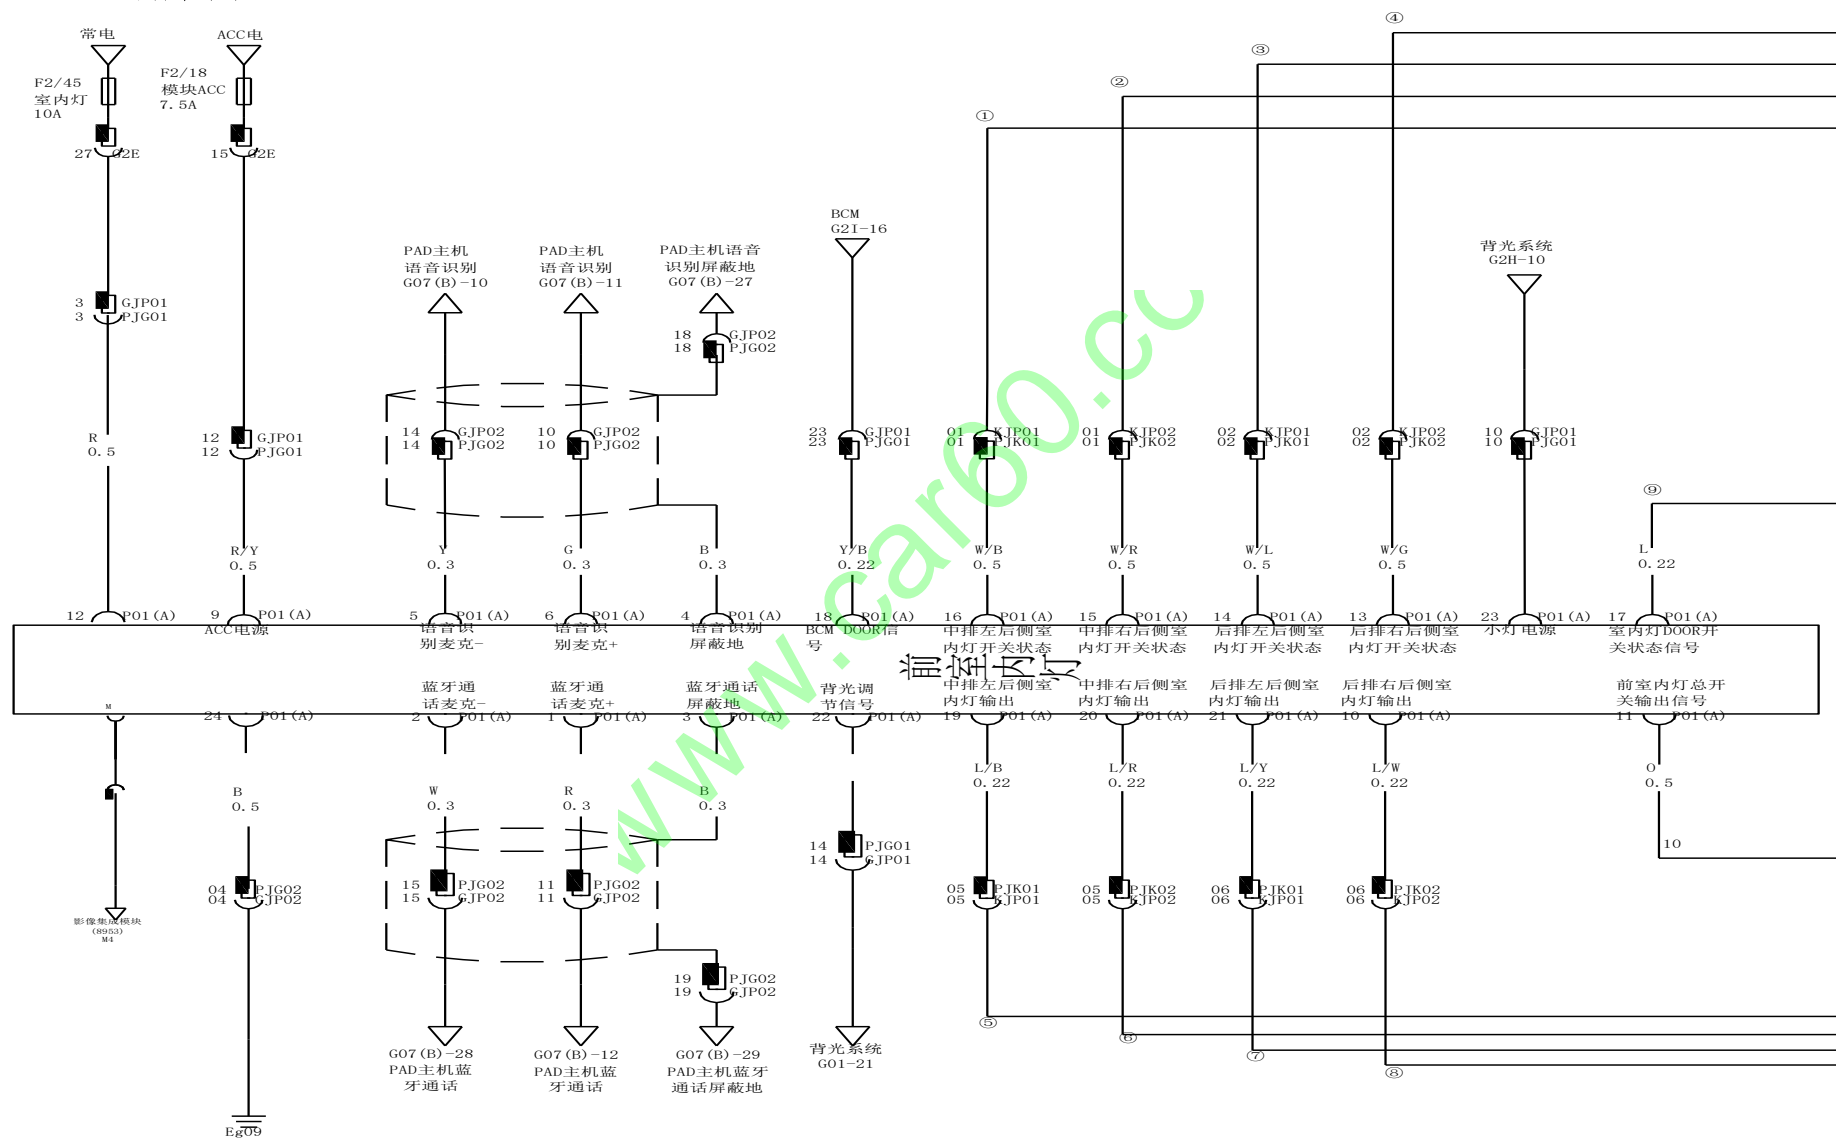 常电
ACC电
F2/45
室内灯
10A
F2/18
模块ACC
7.5A
27 G2E
15 G2E
①
②
③
④
BCM
G2I-16
PAD主机
语音识别
G07(B)-10
PAD主机
语音识别
G07(B)-11
PAD主机语音
识别屏蔽地
G07(B)-27
背光系统
G2H-10
3 GJP01
3 PJG01
18 GJP02
18 PJG02
R
0.5
12 GJP01
12 PJG01
14 GJP02
14 PJG02
10 GJP02
10 PJG02
23 GJP01
23 PJG01
01 KJP01
01 PJK01
01 KJP02
01 PJK02
02 KJP01
02 PJK01
02 KJP02
02 PJK02
10 GJP01
10 PJG01
⑨
R/Y
0.5
Y
0.3
G
0.3
B
0.3
Y/B
0.22
W/B
0.5
W/R
0.5
W/L
0.5
W/G
0.5
L
0.22
12 P01(A)
9 P01(A)
ACC电源
5 P01(A)
语音识
别麦克-
6 P01(A)
语音识
别麦克+
4 P01(A)
语音识别
屏蔽地
18 P01(A)
BCM DOOR信
号
16 P01(A)
中排左后侧室
内灯开关状态
15 P01(A)
中排右后侧室
内灯开关状态
14 P01(A)
后排左后侧室
内灯开关状态
13 P01(A)
后排右后侧室
内灯开关状态
23 P01(A)
小灯电源
17 P01(A)
室内灯DOOR开
关状态信号
M
24 P01(A)
蓝牙通
话麦克-
2 P01(A)
蓝牙通
话麦克+
1 P01(A)
蓝牙通话
屏蔽地
3 P01(A)
背光调
节信号
22 P01(A)
中排左后侧室
内灯输出
19 P01(A)
中排右后侧室
内灯输出
20 P01(A)
后排左后侧室
内灯输出
21 P01(A)
后排右后侧室
内灯输出
10 P01(A)
前室内灯总开
关输出信号
11 P01(A)
B
0.5
W
0.3
R
0.3
B
0.3
L/B
0.22
L/R
0.22
L/Y
0.22
L/W
0.22
O
0.5
10
14 PJG01
14 GJP01
04 PJG02
04 GJP02
15 PJG02
15 GJP02
11 PJG02
11 GJP02
05 PJK01
05 KJP01
05 PJK02
05 KJP02
06 PJK01
06 KJP01
06 PJK02
06 KJP02
影像集成模块
(8953)
M4
19 PJG02
19 GJP02
⑤
⑥
⑦
⑧
G07(B)-28
PAD主机蓝
牙通话
G07(B)-12
PAD主机蓝
牙通话
G07(B)-29
PAD主机蓝牙
通话屏蔽地
背光系统
G01-21
Eg09
www.car60.cc